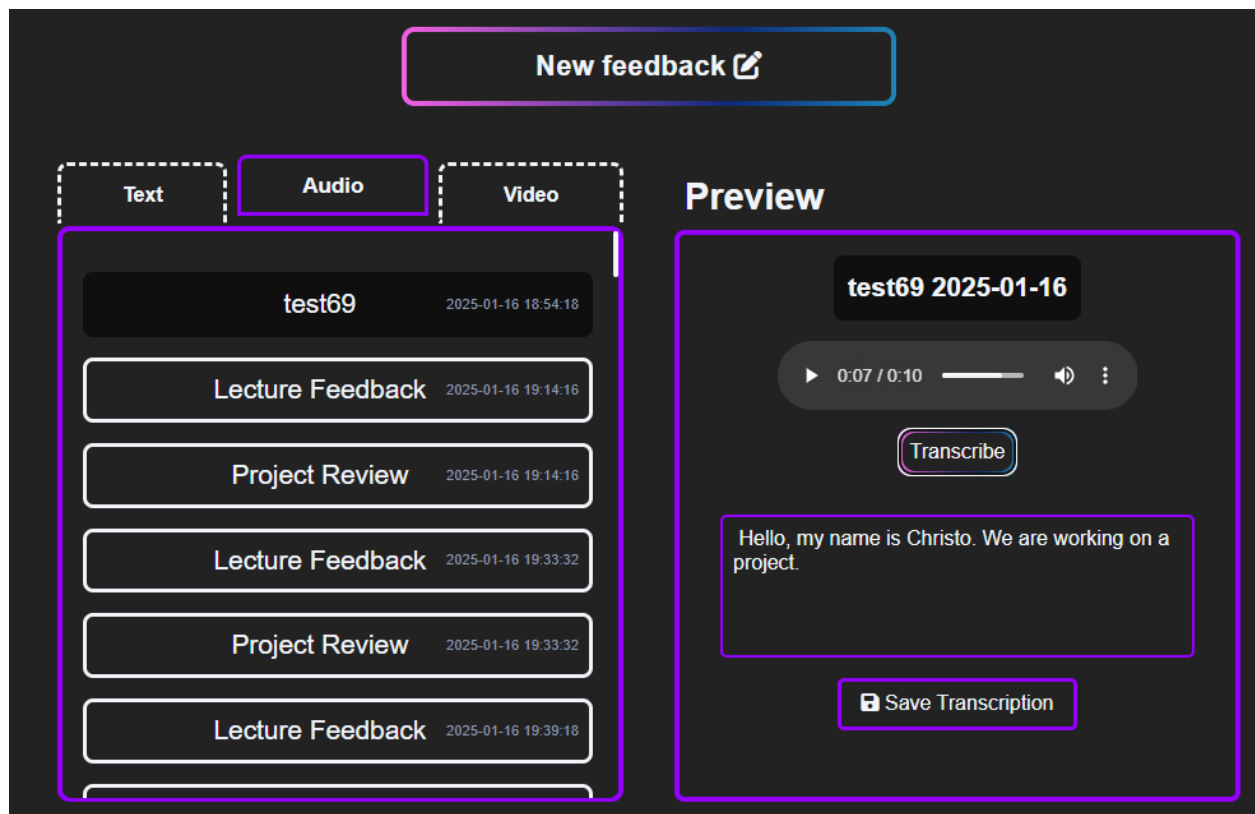 New feedback
Text
Audio
Video
test69 2025-01-16 18:54:18
Lecture Feedback 2025-01-16 19:14:16
Project Review 2025-01-16 19:14:16
Lecture Feedback 2025-01-16 19:33:32
Project Review 2025-01-16 19:33:32
Lecture Feedback 2025-01-16 19:39:18
Preview
test69 2025-01-16
0:07 / 0:10
Transcribe
Hello, my name is Christo. We are working on a
project.
Save Transcription